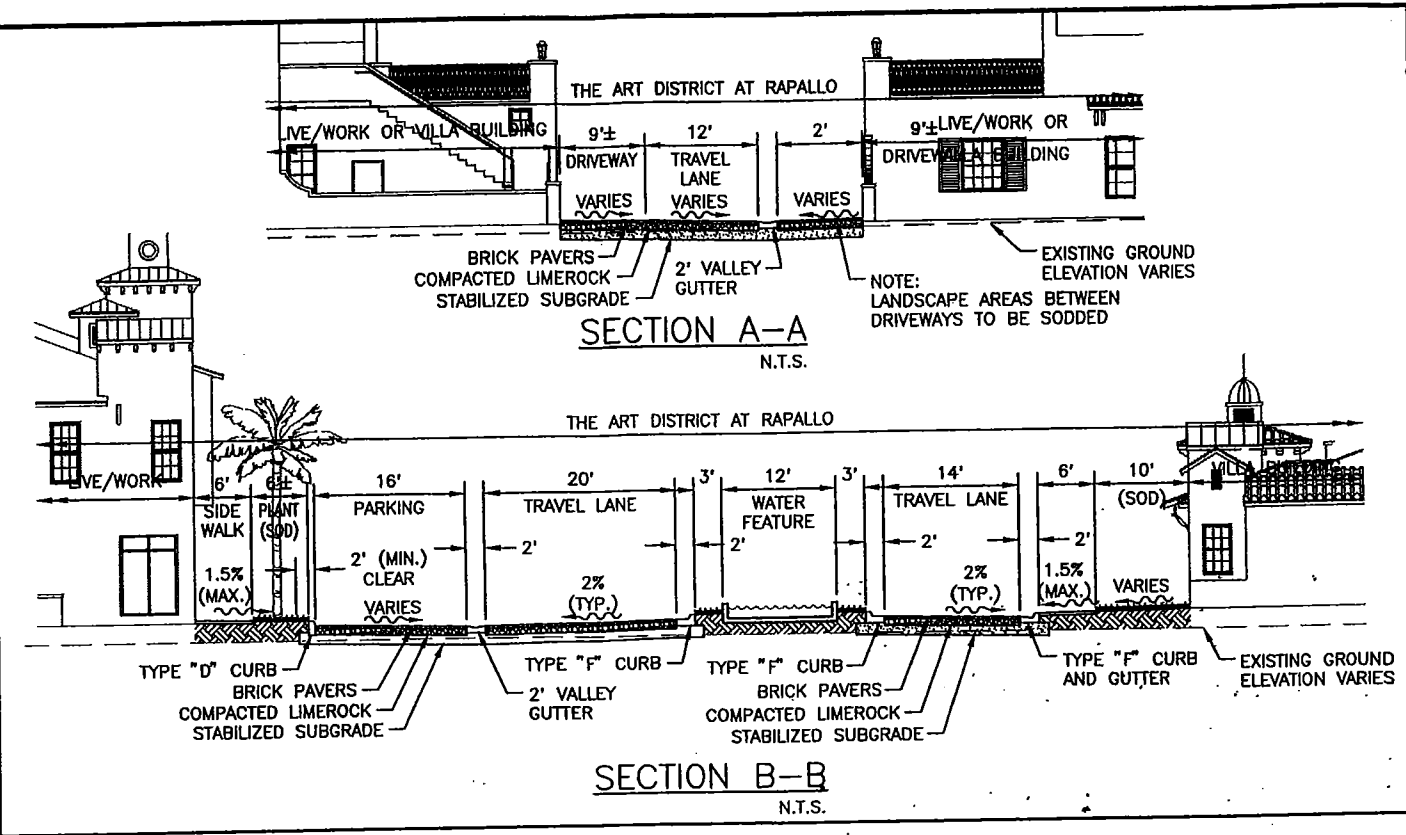 THE ART DISTRICT AT RAPALLO
LIVE/WORK OR VILLA BUILDING
9'±
12'
2'
9'±
LIVE/WORK OR
DRIVEWAY
TRAVEL
LANE
DRIVEWAY
VILLA BUILDING
VARIES
VARIES
VARIES
BRICK PAVERS
COMPACTED LIMEROCK
STABILIZED SUBGRADE
2' VALLEY
GUTTER
NOTE:
LANDSCAPE AREAS BETWEEN
DRIVEWAYS TO BE SODDED
EXISTING GROUND
ELEVATION VARIES
SECTION A-A
N.T.S.
THE ART DISTRICT AT RAPALLO
LIVE/WORK
6'
6'±
16'
20'
3'
12'
3'
14'
6'
10'
VILLA BUILDING
SIDE
WALK
PLANT
(SOD)
PARKING
TRAVEL LANE
WATER
FEATURE
TRAVEL LANE
(SOD)
2' (MIN.)
CLEAR
2'
2'
2'
2'
1.5%
(MAX.)
VARIES
2%
(TYP.)
2%
(TYP.)
1.5%
(MAX.)
VARIES
TYPE "D" CURB
BRICK PAVERS
COMPACTED LIMEROCK
STABILIZED SUBGRADE
TYPE "F" CURB
2' VALLEY
GUTTER
TYPE "F" CURB
BRICK PAVERS
COMPACTED LIMEROCK
STABILIZED SUBGRADE
TYPE "F" CURB
AND GUTTER
EXISTING GROUND
ELEVATION VARIES
SECTION B-B
N.T.S.